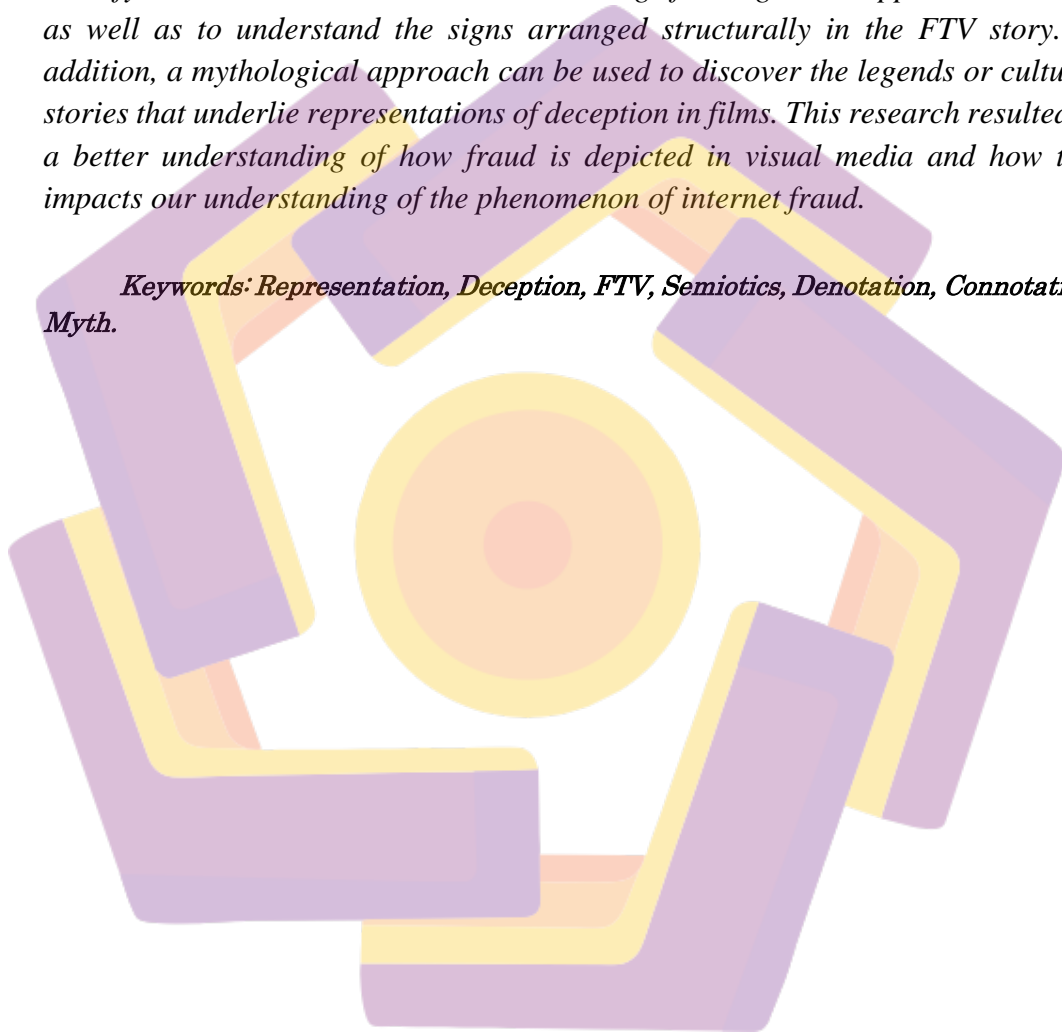 as well as to understand the signs arranged structurally in the FTV story.
addition, a mythological approach can be used to discover the legends or cultu
stories that underlie representations of deception in films. This research resulted
a better understanding of how fraud is depicted in visual media and how t
impacts our understanding of the phenomenon of internet fraud.
Keywords: Representation, Deception, FTV, Semiotics, Denotation, Connotati
Myth.